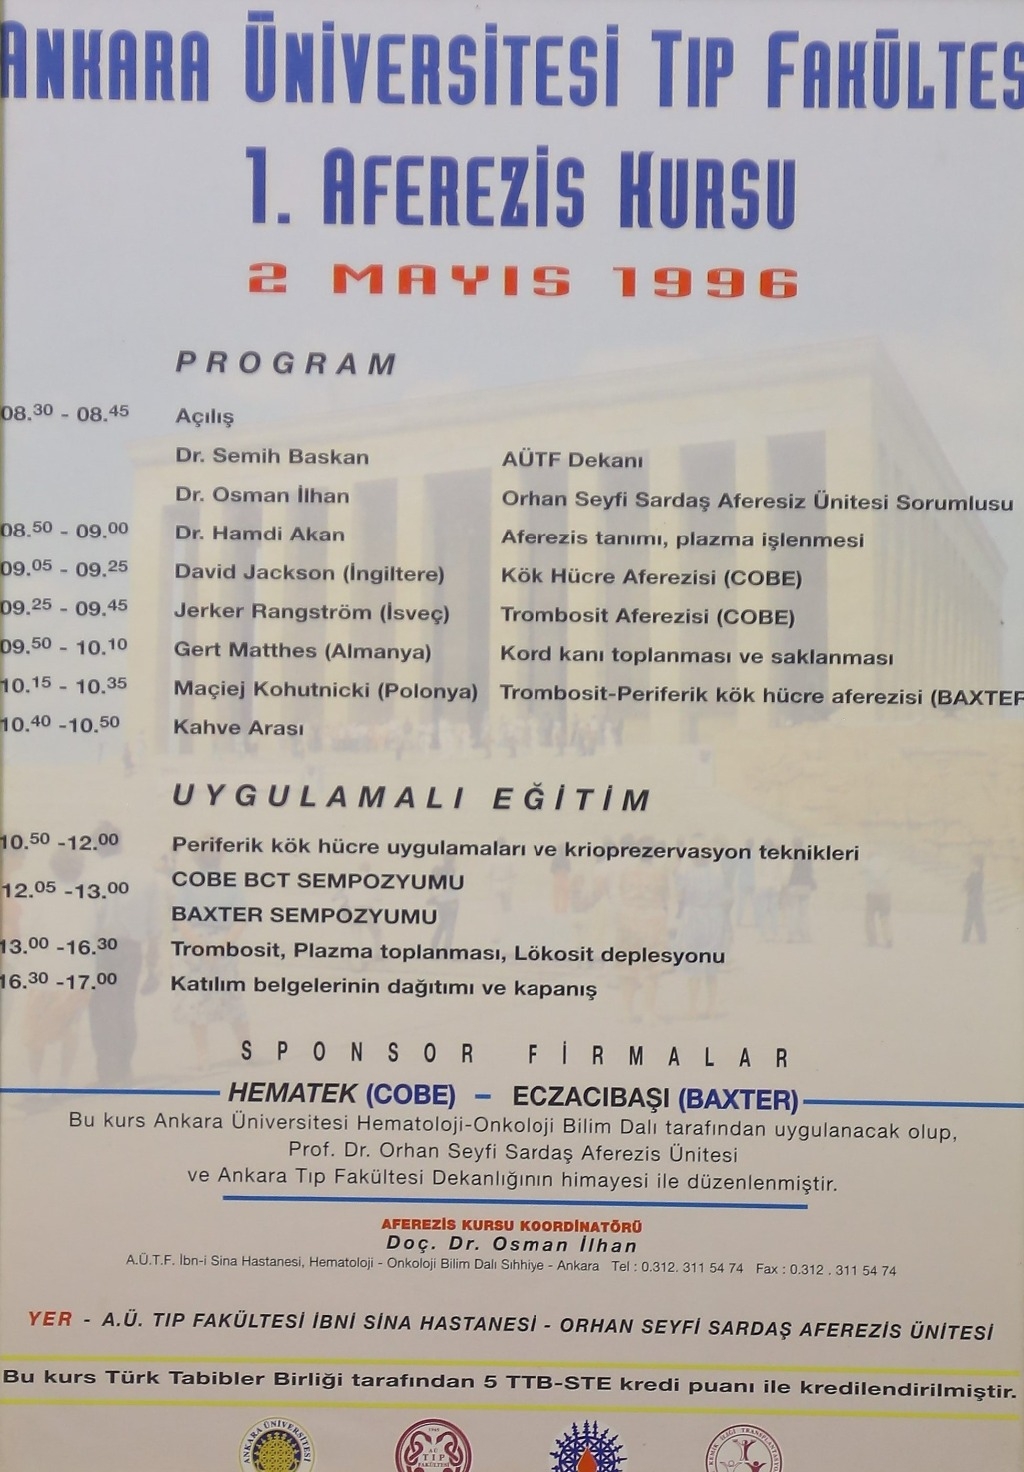 ANKARA ÜNİVERSİTESİ TIP FAKÜLTES
1. AFEREZİS KURSU
2 MAYIS 1996
PROGRAM
08.30 - 08.45 Açılış
Dr. Semih Baskan AÜTF Dekanı
Dr. Osman İlhan Orhan Seyfi Sardaş Aferesiz Ünitesi Sorumlusu
08.50 - 09.00 Dr. Hamdi Akan Aferezis tanımı, plazma işlenmesi
09.05 - 09.25 David Jackson (İngiltere) Kök Hücre Aferezisi (COBE)
09.25 - 09.45 Jerker Rangström (İsveç) Trombosit Aferezisi (COBE)
09.50 - 10.10 Gert Matthes (Almanya) Kord kanı toplanması ve saklanması
10.15 - 10.35 Maçiej Kohutnicki (Polonya) Trombosit-Periferik kök hücre aferezisi (BAXTER
10.40 -10.50 Kahve Arası
UYGULAMALI EĞİTİM
10.50 -12.00 Periferik kök hücre uygulamaları ve krioprezervasyon teknikleri
12.05 -13.00 COBE BCT SEMPOZYUMU
BAXTER SEMPOZYUMU
13.00 -16.30 Trombosit, Plazma toplanması, Lökosit deplesyonu
16.30 -17.00 Katılım belgelerinin dağıtımı ve kapanış
SPONSOR FİRMALAR
HEMATEK (COBE) - ECZACIBAŞI (BAXTER)
Bu kurs Ankara Üniversitesi Hematoloji-Onkoloji Bilim Dalı tarafından uygulanacak olup,
Prof. Dr. Orhan Seyfi Sardaş Aferezis Ünitesi
ve Ankara Tıp Fakültesi Dekanlığının himayesi ile düzenlenmiştir.
AFEREZİS KURSU KOORDİNATÖRÜ
Doç. Dr. Osman İlhan
A.Ü.T.F. İbn-i Sina Hastanesi, Hematoloji - Onkoloji Bilim Dalı Sıhhiye - Ankara Tel : 0.312. 311 54 74 Fax : 0.312 . 311 54 74
YER - A.Ü. TIP FAKÜLTESİ İBNİ SİNA HASTANESİ - ORHAN SEYFİ SARDAŞ AFEREZİS ÜNİTESİ
Bu kurs Türk Tabibler Birliği tarafından 5 TTB-STE kredi puanı ile kredilendirilmiştir.
ANKARA ÜNİVERSİTESİ
1945
AÜ
TIP
FAKÜLTESİ